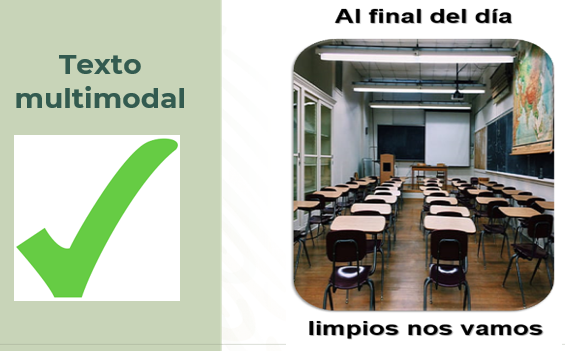 Texto
multimodal
Al final del día
limpios nos vamos